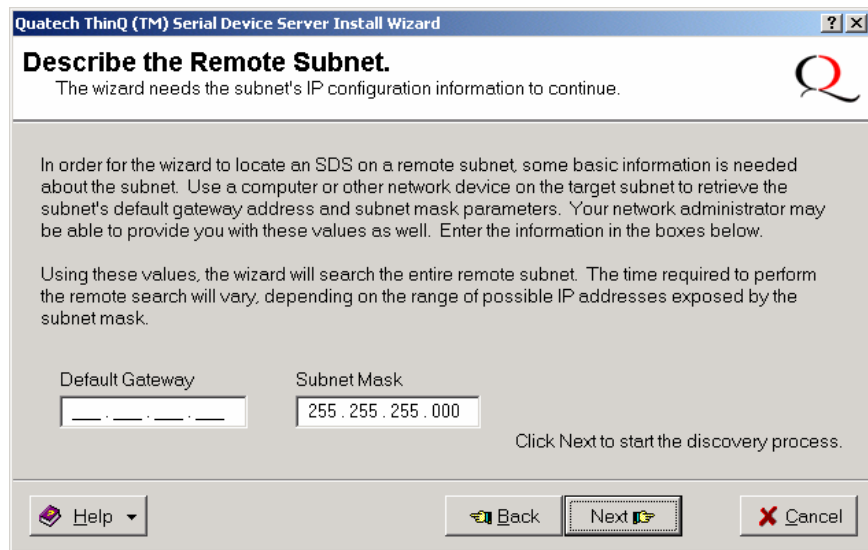 Quatech ThinQ (TM) Serial Device Server Install Wizard
Describe the Remote Subnet.
The wizard needs the subnet's IP configuration information to continue.
In order for the wizard to locate an SDS on a remote subnet, some basic information is needed
about the subnet. Use a computer or other network device on the target subnet to retrieve the
subnet's default gateway address and subnet mask parameters. Your network administrator may
be able to provide you with these values as well. Enter the information in the boxes below.
Using these values, the wizard will search the entire remote subnet. The time required to perform
the remote search will vary, depending on the range of possible IP addresses exposed by the
subnet mask.
Default Gateway Subnet Mask
___ . ___ . ___ . ___ 255 . 255 . 255 . 000
Click Next to start the discovery process.
Help Back Next Cancel